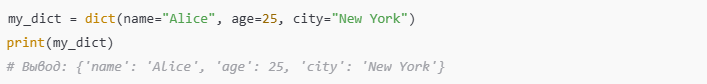 my_dict = dict(name="Alice", age=25, city="New York")
print(my_dict)
# Вывод: {'name': 'Alice', 'age': 25, 'city': 'New York'}